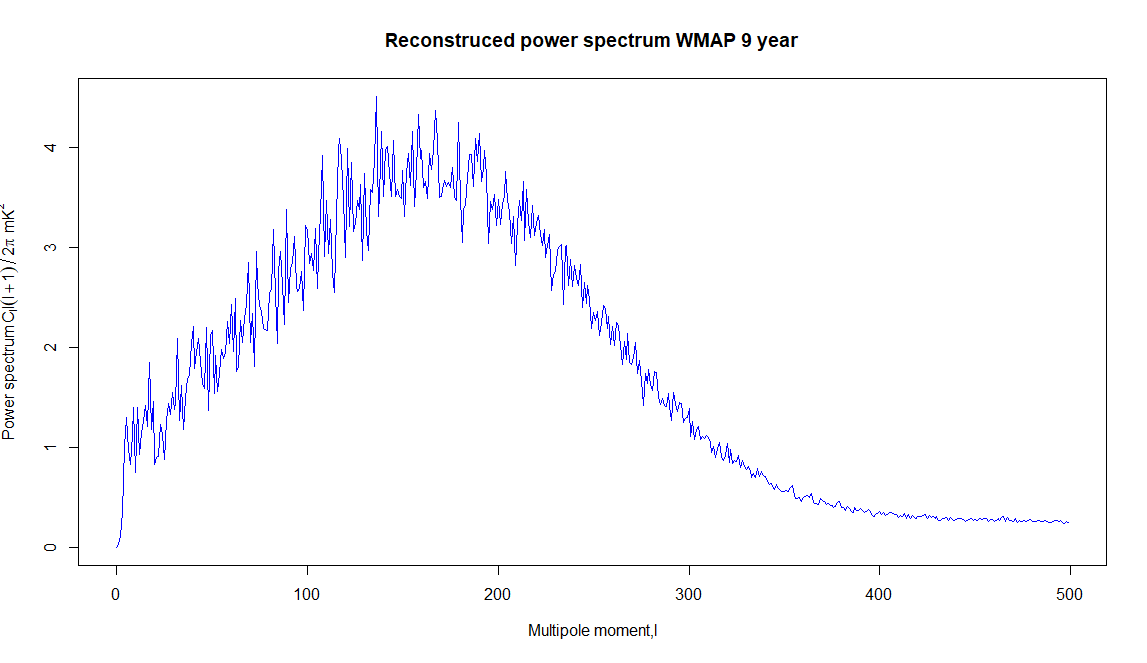 Reconstruced power spectrum WMAP 9 year
Power spectrum Cₗl(l + 1) / 2π mK²
4
3
2
1
0
0 100 200 300 400 500
Multipole moment,l